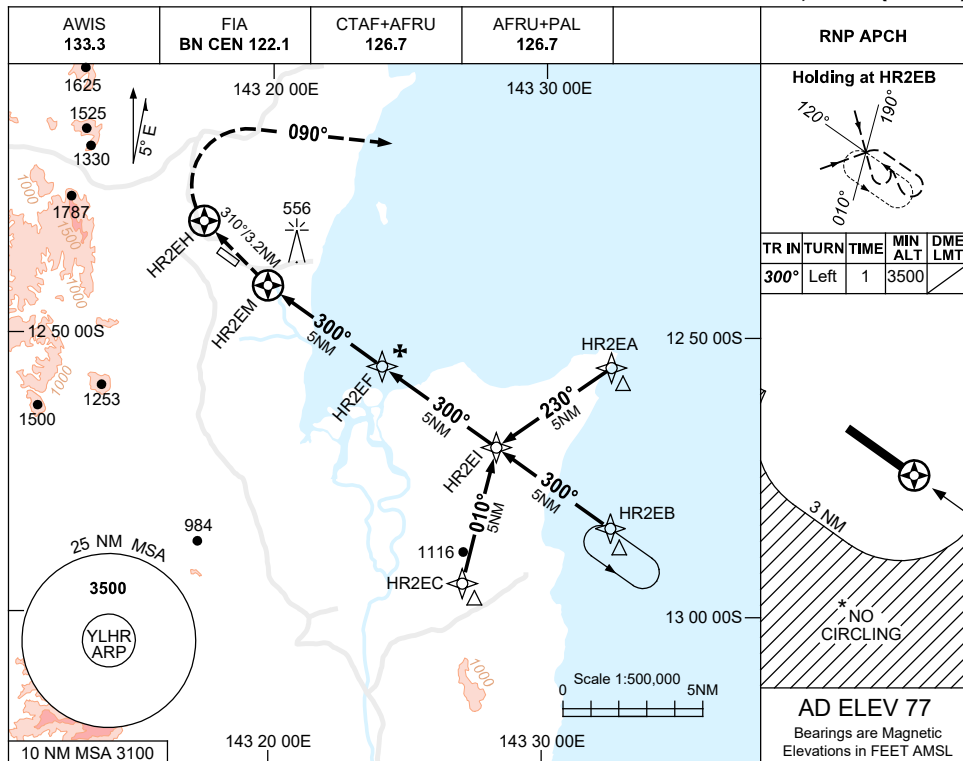 AWIS
133.3
FIA
BN CEN 122.1
CTAF+AFRU
126.7
AFRU+PAL
126.7
RNP APCH
143 20 00E
143 30 00E
1625
1525
1330
5° E
090°
1000
1787
1500
1000
556
310°/3.2NM
HR2EH
HR2EM
12 50 00S
12 50 00S
300°
5NM
HR2EA
HR2EF
230°
5NM
300°
5NM
1000
1253
1500
HR2EI
300°
5NM
010°
5NM
HR2EB
984
1116
HR2EC
25 NM MSA
3500
YLHR
ARP
13 00 00S
1000
Scale 1:500,000
0
5NM
143 20 00E
143 30 00E
10 NM MSA 3100
Holding at HR2EB
120°
190°
010°
TR IN TURN TIME MIN ALT DME LMT
300° Left 1 3500
3 NM
*NO
CIRCLING
AD ELEV 77
Bearings are Magnetic
Elevations in FEET AMSL